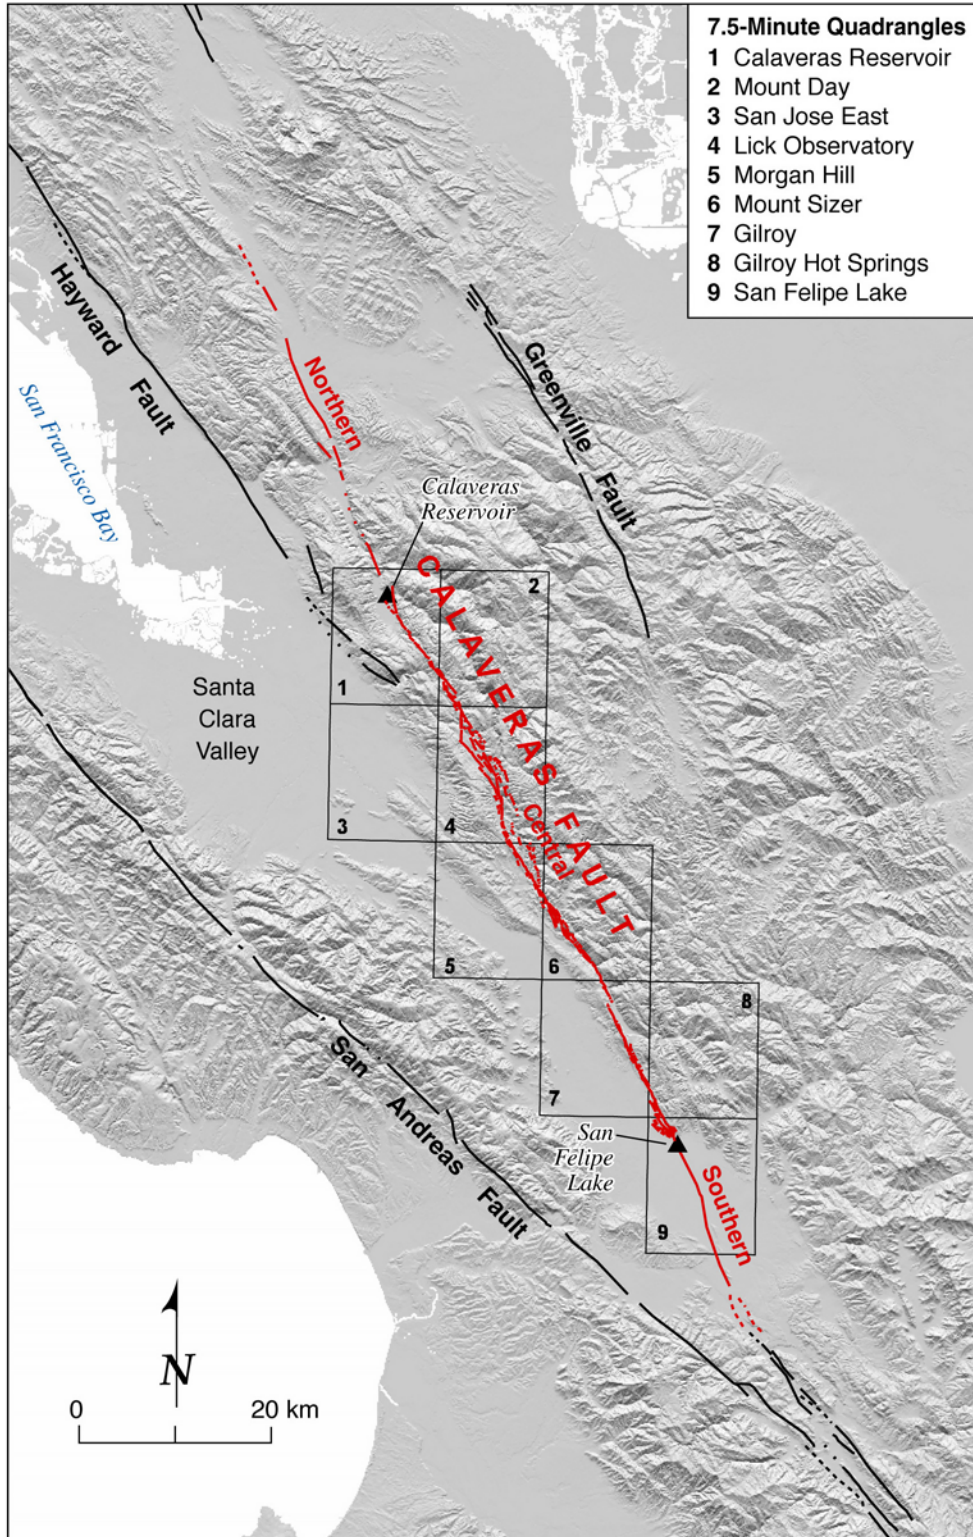 7.5-Minute Quadrangles
1 Calaveras Reservoir
2 Mount Day
3 San Jose East
4 Lick Observatory
5 Morgan Hill
6 Mount Sizer
7 Gilroy
8 Gilroy Hot Springs
9 San Felipe Lake
Hayward Fault
Northern
Greenville Fault
San Francisco Bay
Calaveras
Reservoir
CALAVERAS FAULT
2
1
Santa
Clara
Valley
3
4
Central
5
6
8
7
San Andreas Fault
San
Felipe
Lake
Southern
9
N
0
20 km